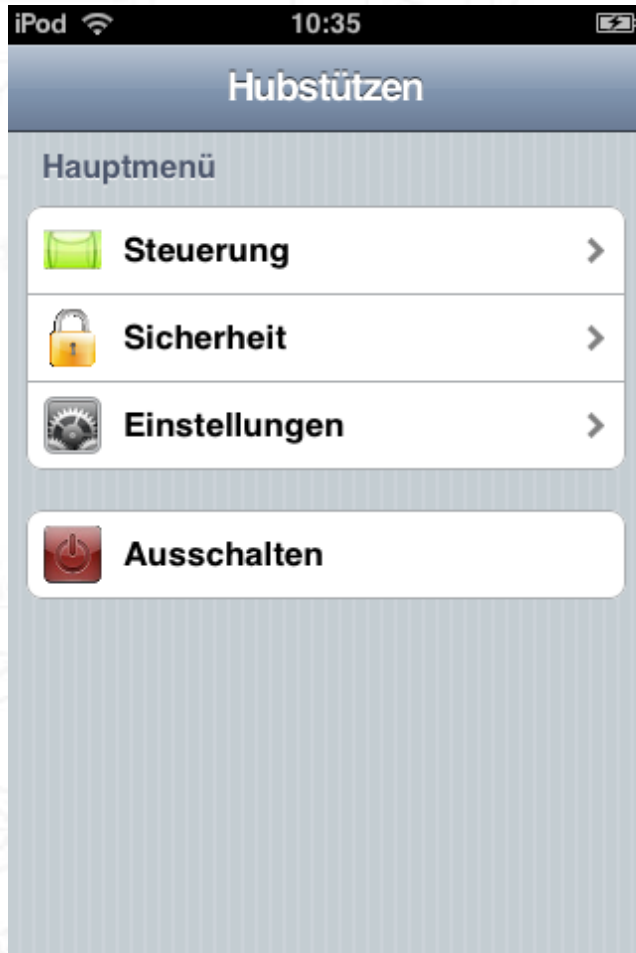 iPod 10:35
Hubstützen
Hauptmenü
Steuerung
Sicherheit
Einstellungen
Ausschalten